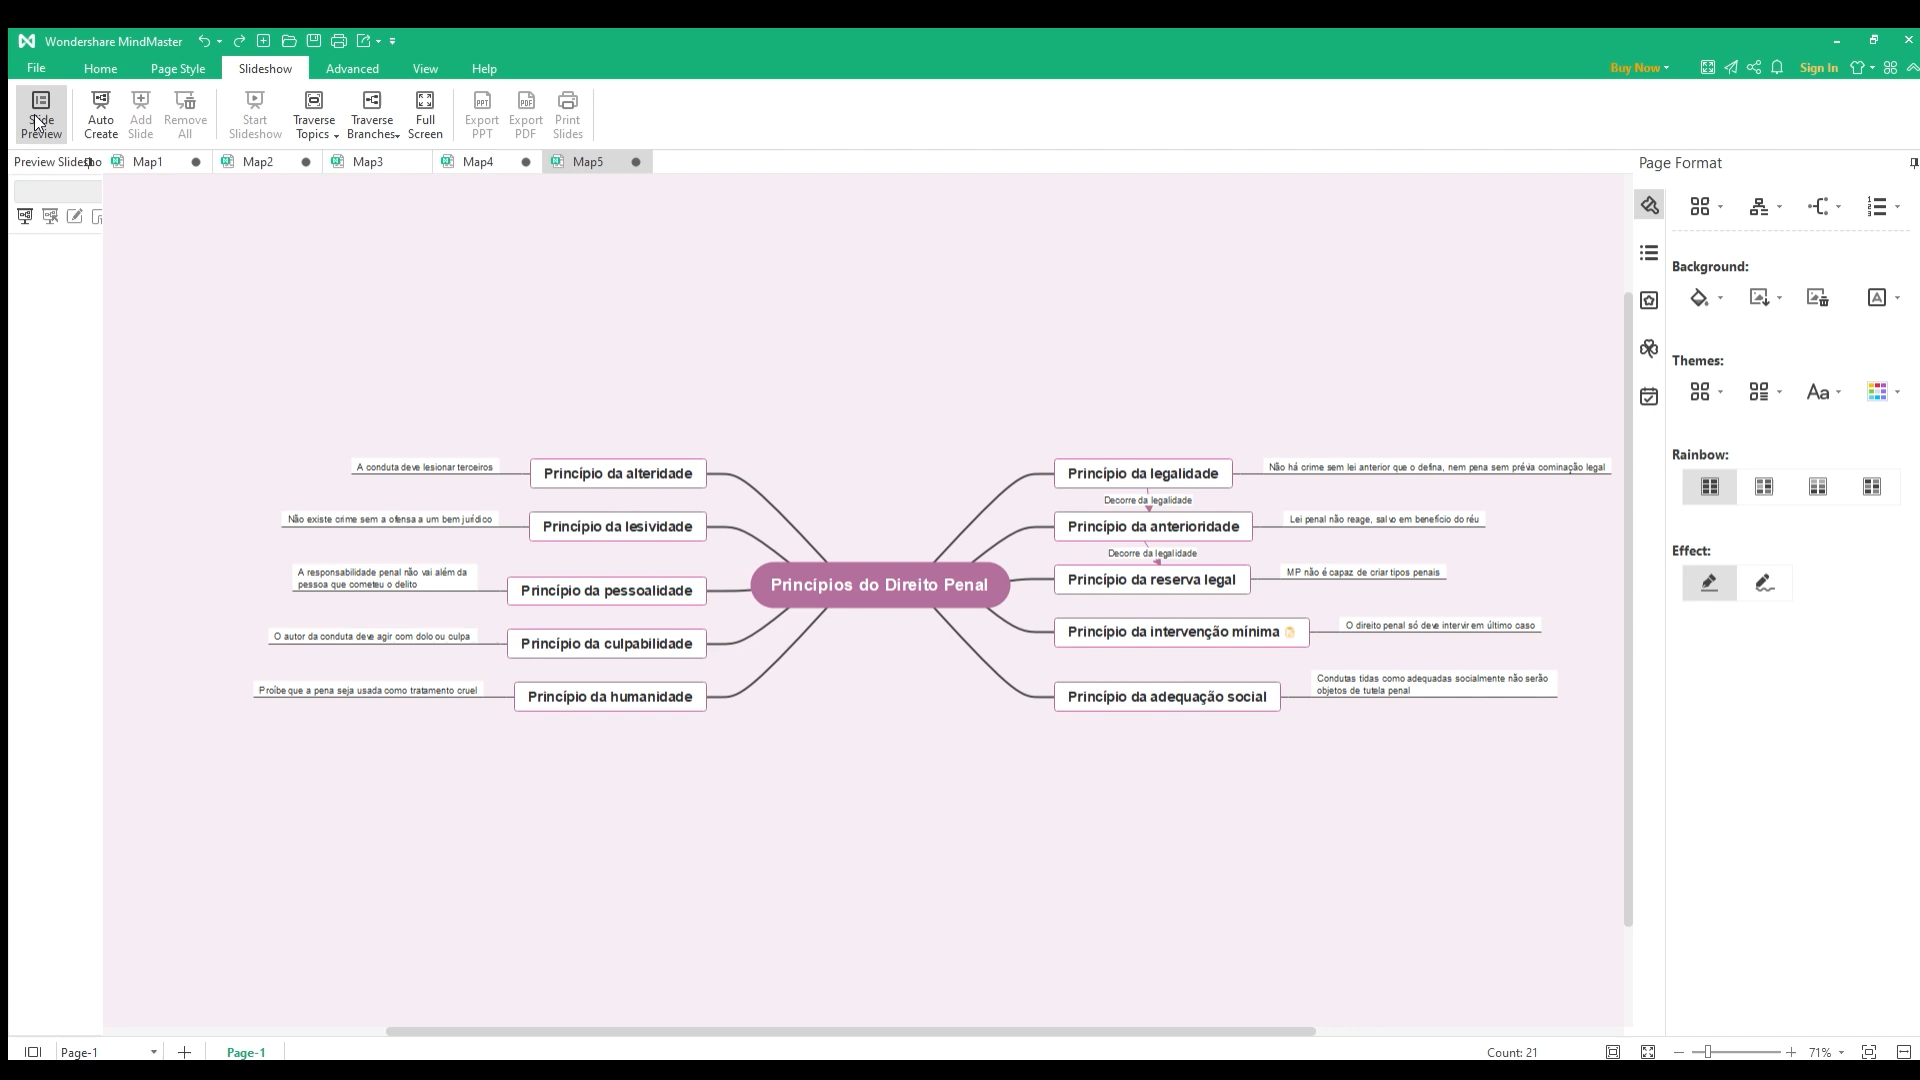 Wondershare MindMaster
File Home Page Style Slideshow Advanced View Help
Buy Now Sign In
Slide Preview
Auto Create
Add Slide
Remove All
Start Slideshow
Traverse Topics
Traverse Branches
Full Screen
Export PPT
Export PDF
Print Slides
Preview Slidesho
Map1 Map2 Map3 Map4 Map5
Page Format
Background:
Themes:
Aa
Rainbow:
Effect:
Princípios do Direito Penal
Princípio da alteridade
A conduta deve lesionar terceiros
Princípio da lesividade
Não existe crime sem a ofensa a um bem jurídico
Princípio da pessoalidade
A responsabilidade penal não vai além da
pessoa que cometeu o delito
Princípio da culpabilidade
O autor da conduta deve agir com dolo ou culpa
Princípio da humanidade
Proíbe que a pena seja usada como tratamento cruel
Princípio da legalidade
Não há crime sem lei anterior que o defina, nem pena sem prévia cominação legal
Decorre da legalidade
Princípio da anterioridade
Lei penal não reage, salvo em benefício do réu
Decorre da legalidade
Princípio da reserva legal
MP não é capaz de criar tipos penais
Princípio da intervenção mínima
O direito penal só deve intervir em último caso
Princípio da adequação social
Condutas tidas como adequadas socialmente não serão
objetos de tutela penal
Page-1
Page-1
Count: 21
71%